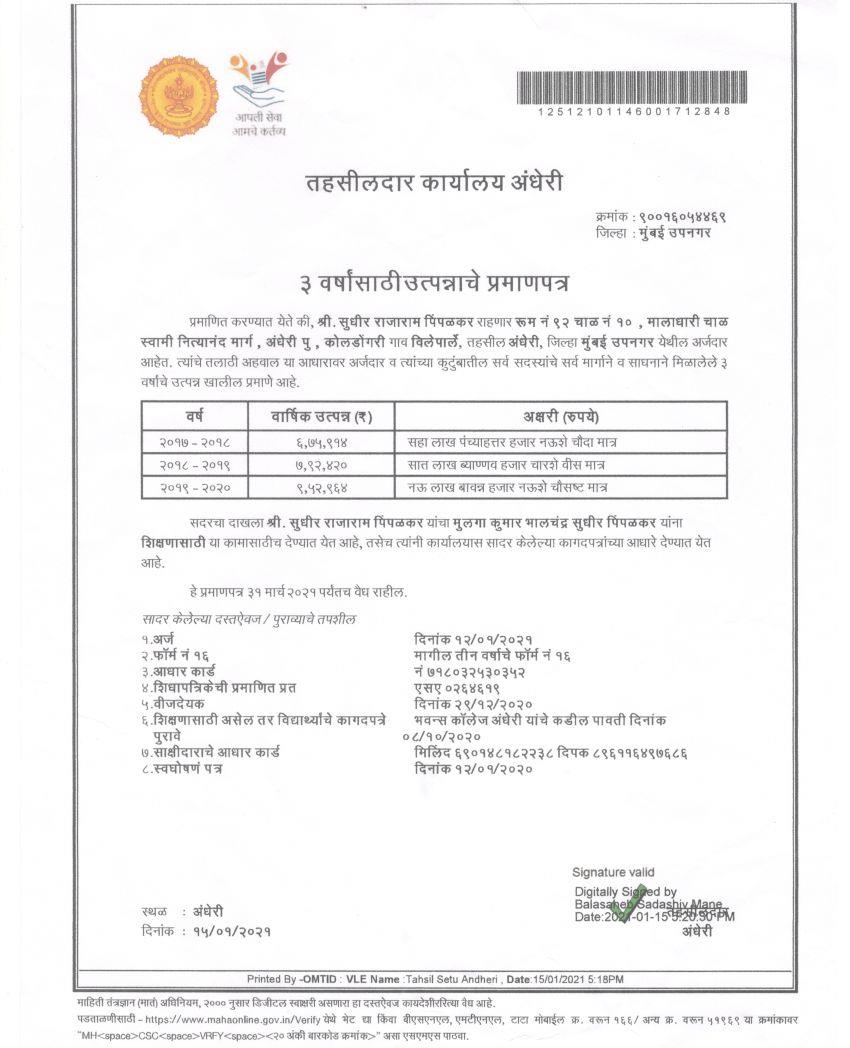 आपली सेवा
आमचे कर्तव्य
12512101146001712848
तहसीलदार कार्यालय अंधेरी
क्रमांक : ९००१६०५४४६९
जिल्हा : मुंबई उपनगर
३ वर्षांसाठी उत्पन्नाचे प्रमाणपत्र
प्रमाणित करण्यात येते की, श्री. सुधीर राजाराम पिंपळकर राहणार रूम नं ९२ चाळ नं १० , मालाधारी चाळ
स्वामी नित्यानंद मार्ग , अंधेरी पु , कोलडोंगरी गाव विलेपार्ले, तहसील अंधेरी, जिल्हा मुंबई उपनगर येथील अर्जदार
आहेत. त्यांचे तलाठी अहवाल या आधारावर अर्जदार व त्यांच्या कुटुंबातील सर्व सदस्यांचे सर्व मार्गाने व साधनाने मिळालेले ३
वर्षाचे उत्पन्न खालील प्रमाणे आहे.
वर्ष वार्षिक उत्पन्न (₹) अक्षरी (रुपये)
२०१७ – २०१८ ६,७५,९१४ सहा लाख पंच्याहत्तर हजार नऊशे चौदा मात्र
२०१८ – २०१९ ७,९२,४२० सात लाख ब्याण्णव हजार चारशे वीस मात्र
२०१९ – २०२० ९,५२,९६४ नऊ लाख बावन्न हजार नऊशे चौसष्ट मात्र
सदरचा दाखला श्री. सुधीर राजाराम पिंपळकर यांचा मुलगा कुमार भालचंद्र सुधीर पिंपळकर यांना
शिक्षणासाठी या कामासाठीच देण्यात येत आहे, तसेच त्यांनी कार्यालयास सादर केलेल्या कागदपत्रांच्या आधारे देण्यात येत
आहे.
हे प्रमाणपत्र ३१ मार्च २०२१ पर्यंतच वैध राहील.
सादर केलेल्या दस्तऐवज / पुराव्याचे तपशील
१.अर्ज दिनांक १२/०१/२०२१
२.फॉर्म नं १६ मागील तीन वर्षाचे फॉर्म नं १६
३.आधार कार्ड नं ७१८०३२५३०३५२
४.शिधापत्रिकेची प्रमाणित प्रत एसए ०२६४६१९
५.वीजदेयक दिनांक २९/१२/२०२०
६.शिक्षणासाठी असेल तर विद्यार्थ्यांचे कागदपत्रे भवन्स कॉलेज अंधेरी यांचे कडील पावती दिनांक
पुरावे ०८/१०/२०२०
७.साक्षीदाराचे आधार कार्ड मिलिंद ६९०१४८१८२२३८ दिपक ८९६११६४९७६८६
८.स्वघोषणं पत्र दिनांक १२/०१/२०२०
Signature valid
Digitally Signed by
Balasaheb Sadashiv Mane
Date:2021-01-15 5:20:50 PM
तहसीलदार
स्थळ : अंधेरी
दिनांक : १५/०१/२०२१
अंधेरी
Printed By -OMTID : VLE Name :Tahsil Setu Andheri , Date:15/01/2021 5:18PM
माहिती तंत्रज्ञान (मातं) अधिनियम, २००० नुसार डिजीटल स्वाक्षरी असणारा हा दस्तऐवज कायदेशीररित्या वैध आहे.
पडताळणीसाठी – https://www.mahaonline.gov.in/Verify येथे भेट द्या किंवा बीएसएनएल, एमटीएनएल, टाटा मोबाईल क्र. वरून १६६/ अन्य क्र. वरून ५१९६९ या क्रमांकावर
"MH<space>CSC<space>VRFY<space><२० अंकी बारकोड क्रमांक>" असा एसएमएस पाठवा.